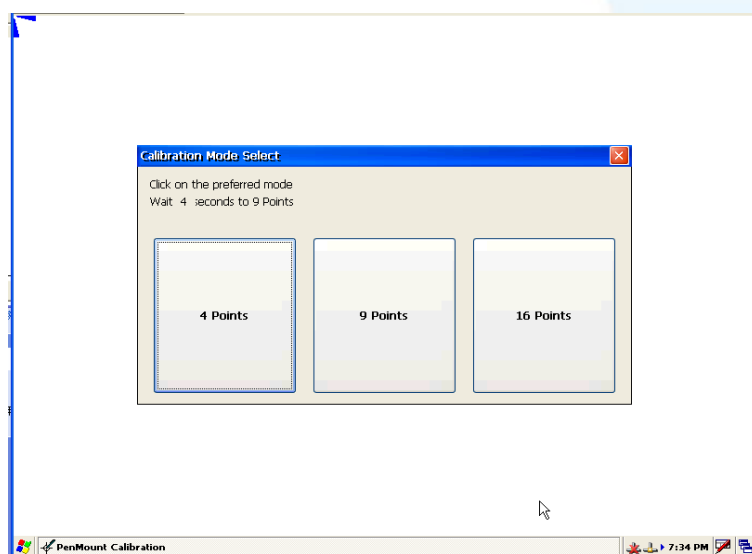 Calibration Mode Select
Click on the preferred mode
Wait 4 seconds to 9 Points
4 Points
9 Points
16 Points
PenMount Calibration
7:34 PM